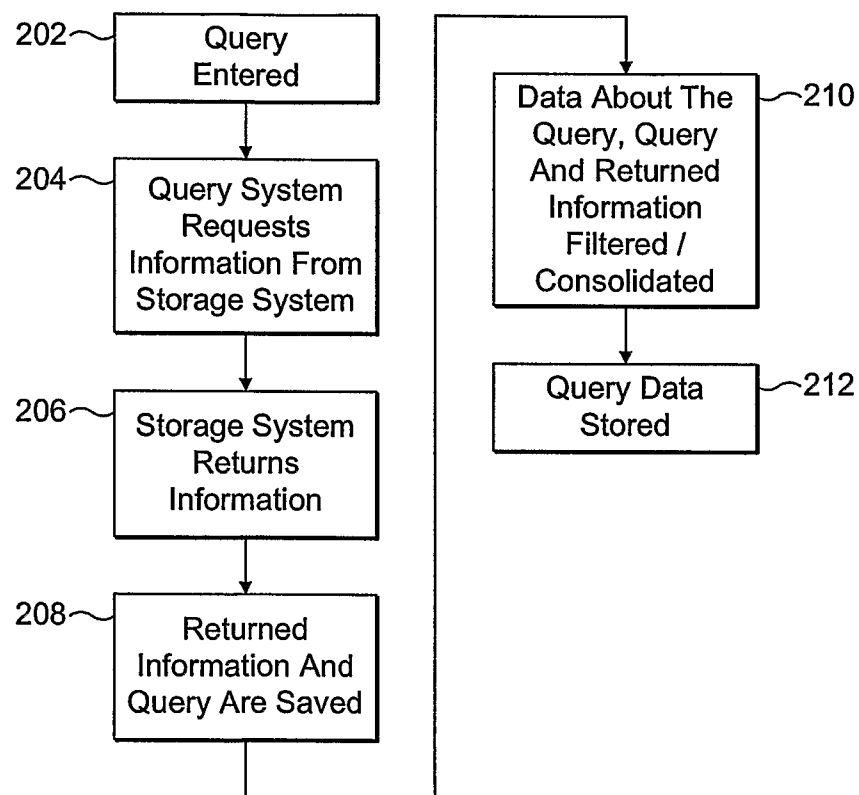 202
Query
Entered
204
Query System
Requests
Information From
Storage System
206
Storage System
Returns
Information
208
Returned
Information And
Query Are Saved
210
Data About The
Query, Query
And Returned
Information
Filtered /
Consolidated
212
Query Data
Stored